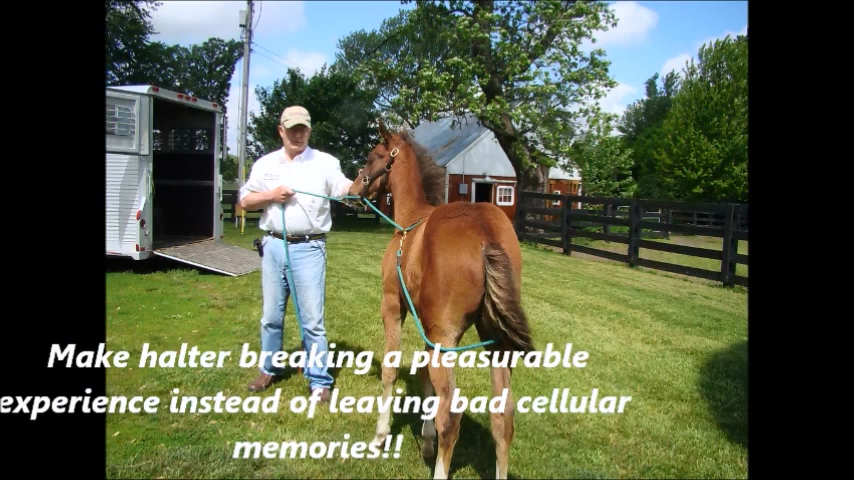 Make halter breaking a pleasurable
experience instead of leaving bad cellular
memories!!